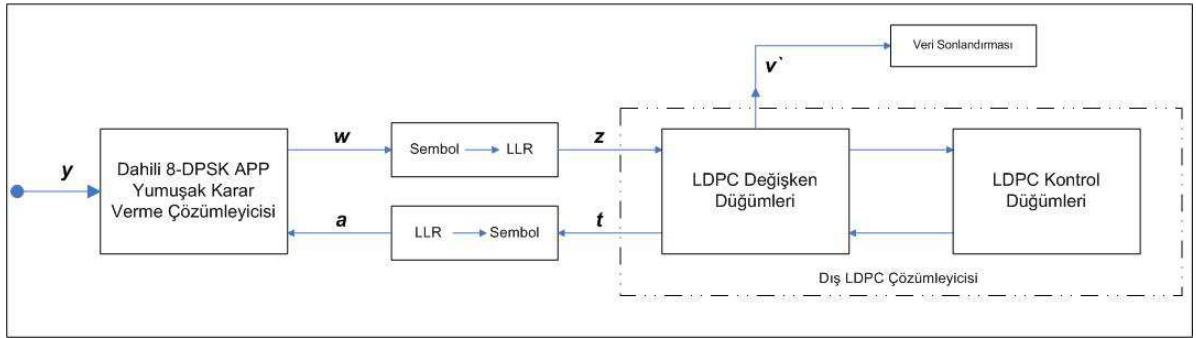 Veri Sonlandırması
v`
y
Dahili 8-DPSK APP
Yumuşak Karar
Verme Çözümleyicisi
w
Sembol LLR
z
a
LLR Sembol
t
LDPC Değişken
Düğümleri
LDPC Kontrol
Düğümleri
Dış LDPC Çözümleyicisi